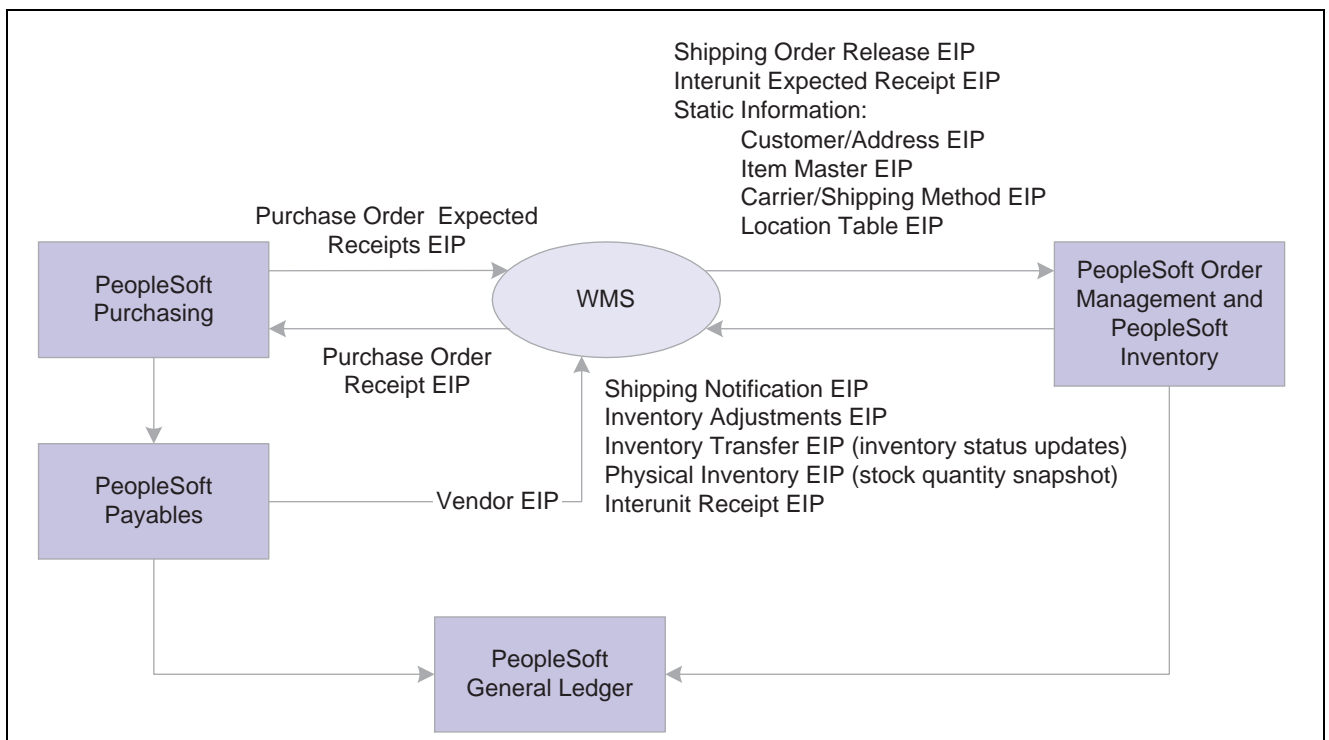 Shipping Order Release EIP
Interunit Expected Receipt EIP
Static Information:
Customer/Address EIP
Item Master EIP
Carrier/Shipping Method EIP
Location Table EIP
Purchase Order Expected
Receipts EIP
PeopleSoft
Purchasing
WMS
PeopleSoft Order
Management and
PeopleSoft
Inventory
Purchase Order
Receipt EIP
Shipping Notification EIP
Inventory Adjustments EIP
Inventory Transfer EIP (inventory status updates)
Physical Inventory EIP (stock quantity snapshot)
Interunit Receipt EIP
PeopleSoft
Payables
Vendor EIP
PeopleSoft
General Ledger